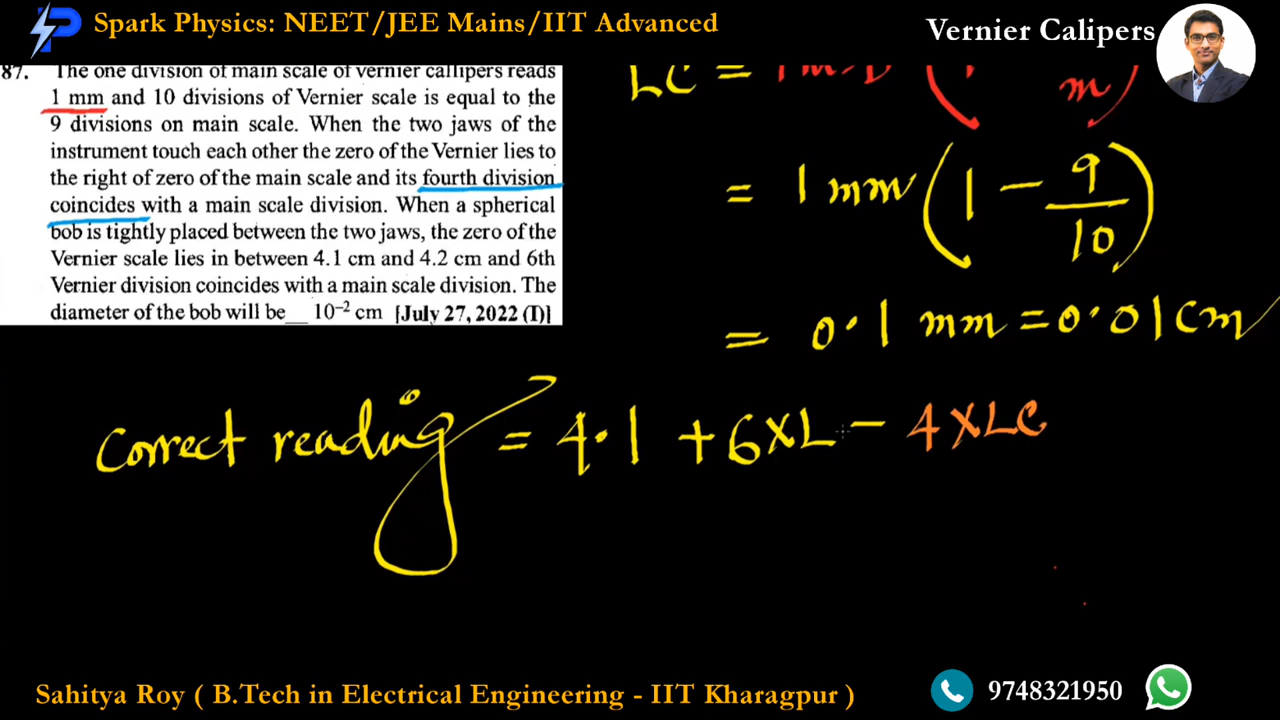 Spark Physics: NEET/JEE Mains/IIT Advanced
Vernier Calipers
87. The one division of main scale of vernier callipers reads
1 mm and 10 divisions of Vernier scale is equal to the
9 divisions on main scale. When the two jaws of the
instrument touch each other the zero of the Vernier lies to
the right of zero of the main scale and its fourth division
coincides with a main scale division. When a spherical
bob is tightly placed between the two jaws, the zero of the
Vernier scale lies in between 4.1 cm and 4.2 cm and 6th
Vernier division coincides with a main scale division. The
diameter of the bob will be__ 10⁻² cm [July 27, 2022 (I)]
LC =
= 1 mm (1 - 9/10)
= 0.1 mm = 0.01 cm
correct reading = 4.1 + 6XL - 4XLC
Sahitya Roy ( B.Tech in Electrical Engineering - IIT Kharagpur )
9748321950